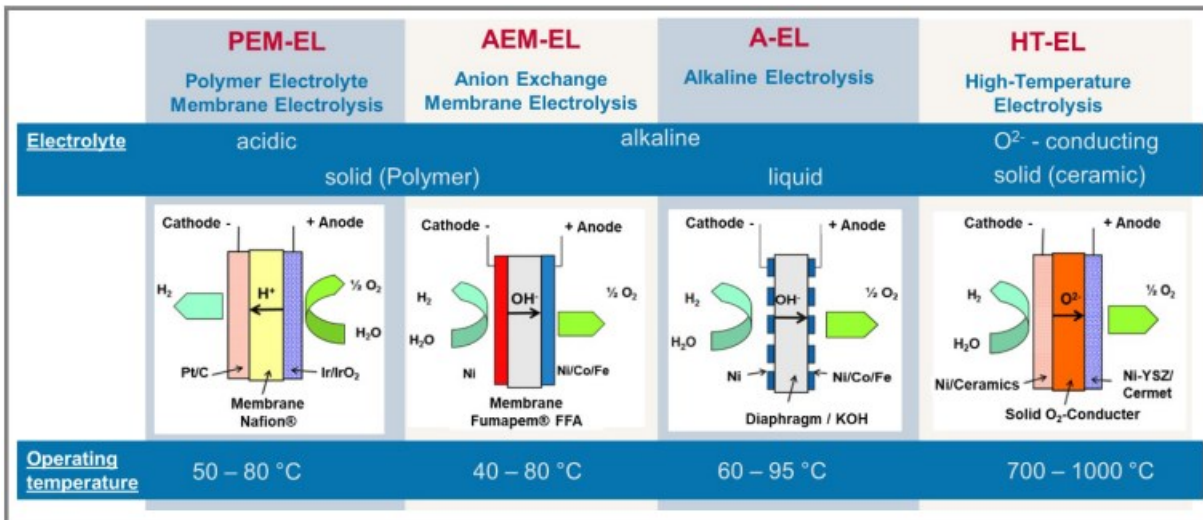 PEM-EL
Polymer Electrolyte
Membrane Electrolysis
AEM-EL
Anion Exchange
Membrane Electrolysis
A-EL
Alkaline Electrolysis
HT-EL
High-Temperature
Electrolysis
Electrolyte
acidic
alkaline
O²⁻ - conducting
solid (Polymer)
liquid
solid (ceramic)
Cathode -
+ Anode
H₂
H⁺
½ O₂
H₂O
Pt/C
Ir/IrO₂
Membrane
Nafion®
Cathode -
+ Anode
H₂
OH⁻
½ O₂
H₂O
Ni
Ni/Co/Fe
Membrane
Fumapem® FFA
Cathode -
+ Anode
H₂
OH⁻
½ O₂
H₂O
Ni
Ni/Co/Fe
Diaphragm / KOH
Cathode -
+ Anode
H₂
O²⁻
½ O₂
H₂O
Ni/Ceramics
Ni-YSZ/
Cermet
Solid O₂-Conducter
Operating
temperature
50 – 80 °C
40 – 80 °C
60 – 95 °C
700 – 1000 °C